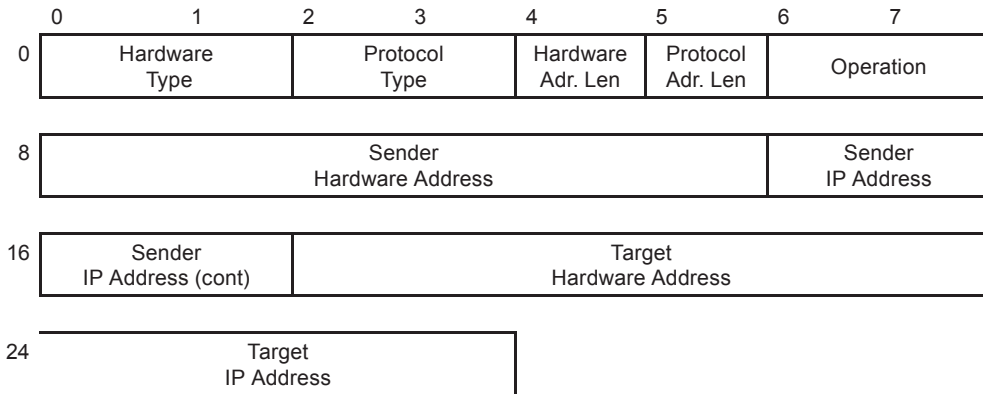 0 1 2 3 4 5 6 7
0 Hardware Type Protocol Type Hardware Adr. Len Protocol Adr. Len Operation
8 Sender Hardware Address Sender IP Address
16 Sender IP Address (cont) Target Hardware Address
24 Target IP Address